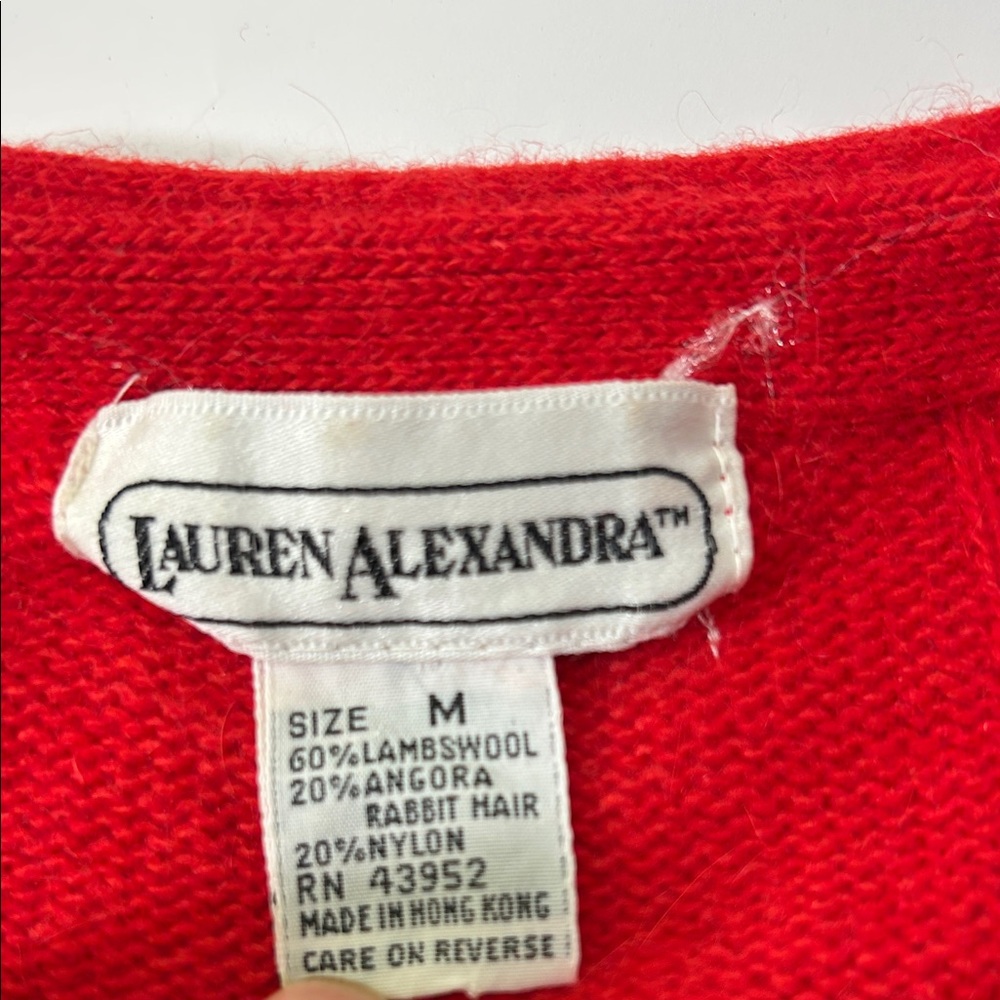 LAUREN ALEXANDRA™
SIZE M
60% LAMBSWOOL
20% ANGORA
RABBIT HAIR
20% NYLON
RN 43952
MADE IN HONG KONG
CARE ON REVERSE